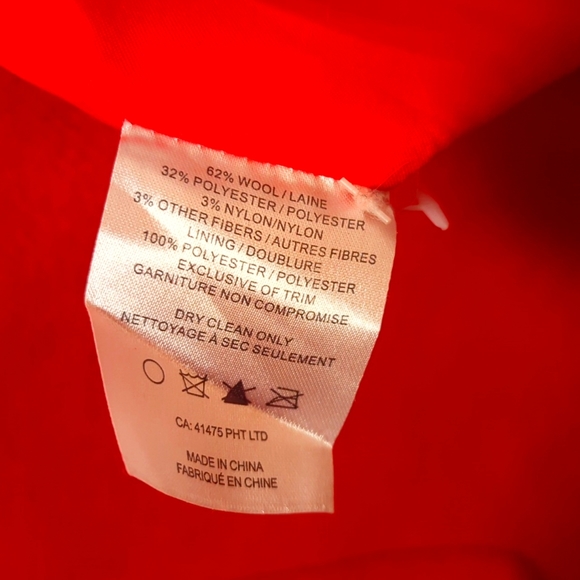 62% WOOL / LAINE
32% POLYESTER / POLYESTER
3% NYLON/NYLON
3% OTHER FIBERS / AUTRES FIBRES
LINING / DOUBLURE
100% POLYESTER / POLYESTER
EXCLUSIVE OF TRIM
GARNITURE NON COMPROMISE
DRY CLEAN ONLY
NETTOYAGE À SEC SEULEMENT
CA: 41475 PHT LTD
MADE IN CHINA
FABRIQUÉ EN CHINE